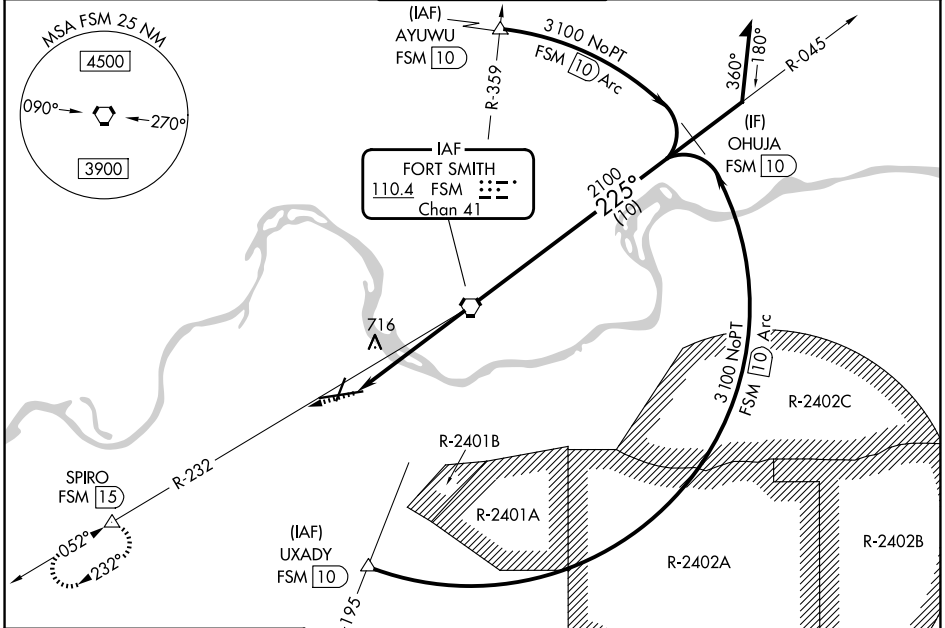 MSA FSM 25 NM
4500
090°
270°
3900
(IAF)
AYUWU
FSM 10
R-359
3100 NoPT
FSM 10 Arc
360°
180°
R-045
(IF)
OHUJA
FSM 10
IAF
FORT SMITH
110.4 FSM
Chan 41
2100
225°
(10)
716
3100 NoPT
FSM 10 Arc
R-2402C
R-2401B
R-2401A
R-2402A
R-2402B
R-232
SPIRO
FSM 15
052°
232°
(IAF)
UXADY
FSM 10
-195